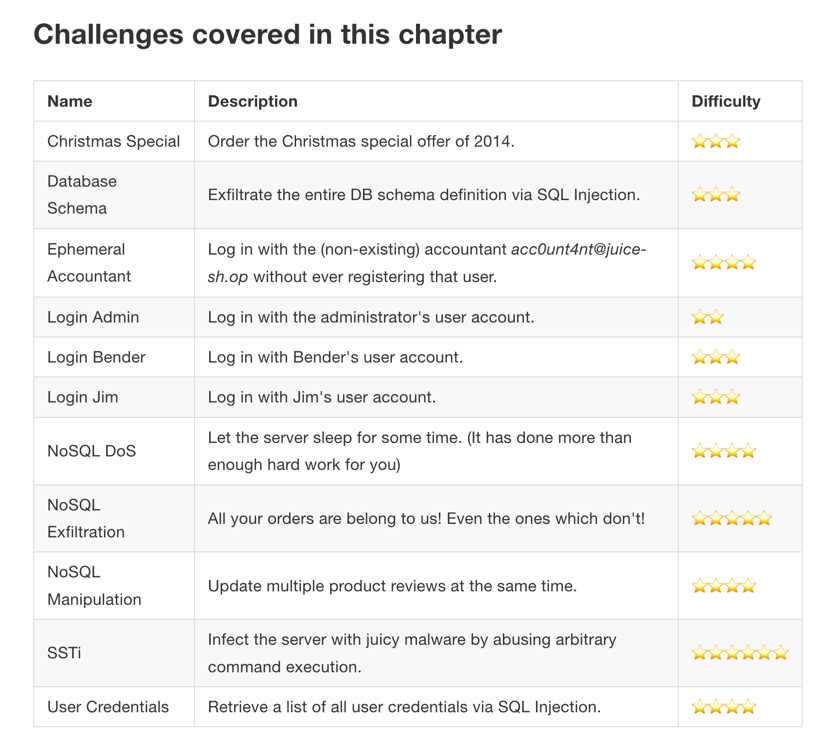 Challenges covered in this chapter
Name Description Difficulty
Christmas Special Order the Christmas special offer of 2014. ⭐⭐⭐
Database
Schema
Exfiltrate the entire DB schema definition via SQL Injection. ⭐⭐⭐
Ephemeral
Accountant
Log in with the (non-existing) accountant acc0unt4nt@juice-
sh.op without ever registering that user. ⭐⭐⭐⭐
Login Admin Log in with the administrator's user account. ⭐⭐
Login Bender Log in with Bender's user account. ⭐⭐⭐
Login Jim Log in with Jim's user account. ⭐⭐⭐
NoSQL DoS
Let the server sleep for some time. (It has done more than
enough hard work for you) ⭐⭐⭐⭐
NoSQL
Exfiltration
All your orders are belong to us! Even the ones which don't! ⭐⭐⭐⭐⭐
NoSQL
Manipulation
Update multiple product reviews at the same time. ⭐⭐⭐⭐
SSTi
Infect the server with juicy malware by abusing arbitrary
command execution. ⭐⭐⭐⭐⭐⭐
User Credentials Retrieve a list of all user credentials via SQL Injection. ⭐⭐⭐⭐